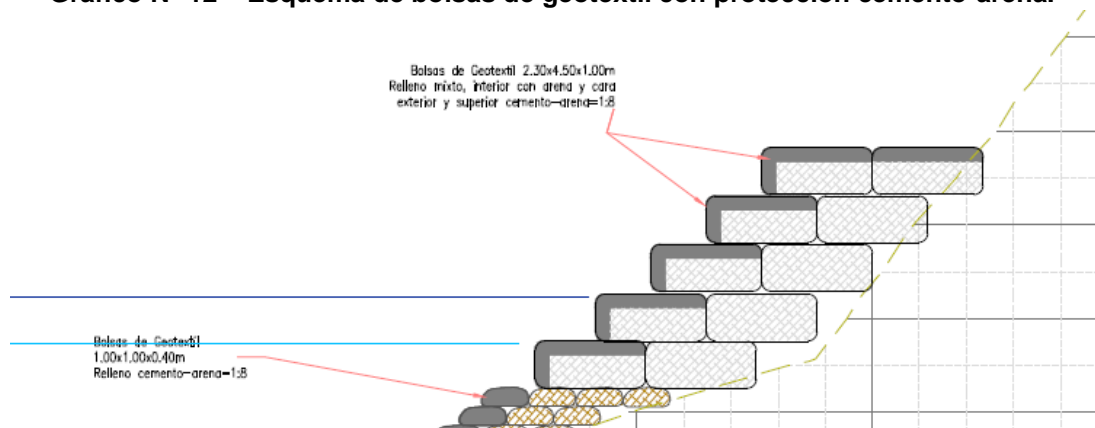 Gráfico N° 12 – Esquema de bolsas de geotextil con protección cemento-arena.
Bolsas de Geotextil 2.30x4.50x1.00m
Relleno mixto, interior con arena y cara
exterior y superior cemento-arena=1:8
Bolsas de Geotextil
1.00x1.00x0.40m
Relleno cemento-arena=1:8